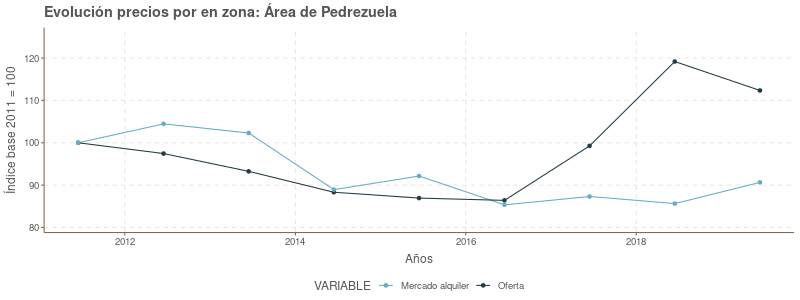 Evolución precios por en zona: Área de Pedrezuela
Índice base 2011 = 100
120
110
100
90
80
2012
2014
2016
2018
Años
VARIABLE
Mercado alquiler
Oferta